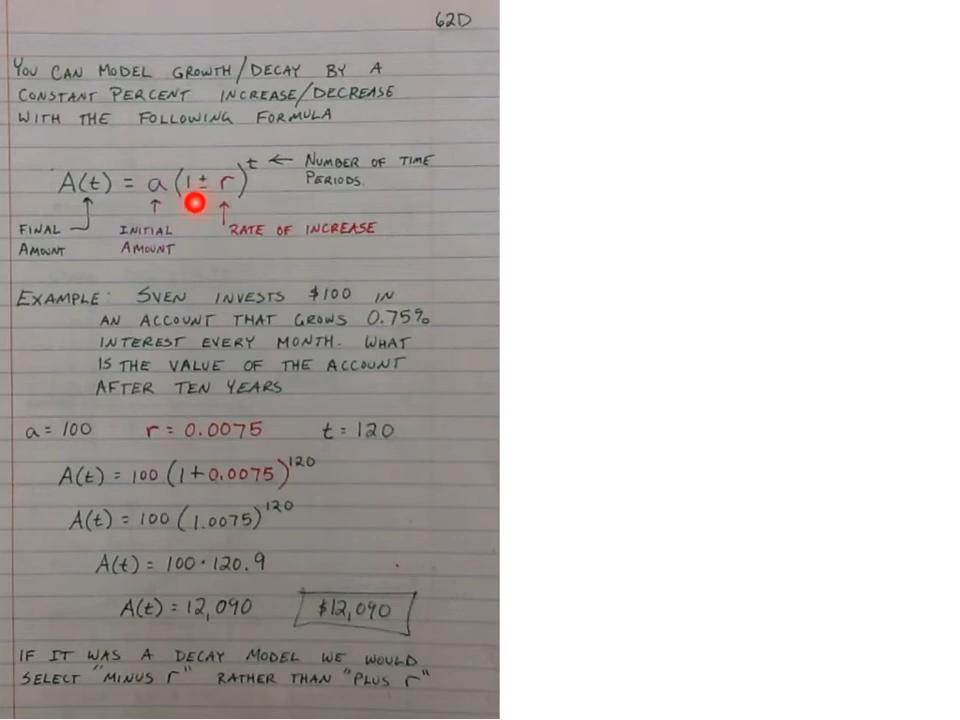 62D
YOU CAN MODEL GROWTH/DECAY BY A
CONSTANT PERCENT INCREASE/DECREASE
WITH THE FOLLOWING FORMULA
A(t) = a(1 ± r)^t ← NUMBER OF TIME
PERIODS.
FINAL INITIAL RATE OF INCREASE
AMOUNT AMOUNT
EXAMPLE: SVEN INVESTS $100 IN
AN ACCOUNT THAT GROWS 0.75%
INTEREST EVERY MONTH. WHAT
IS THE VALUE OF THE ACCOUNT
AFTER TEN YEARS
a = 100 r = 0.0075 t = 120
A(t) = 100 (1 + 0.0075)^120
A(t) = 100 (1.0075)^120
A(t) = 100 · 120.9
A(t) = 12,090 $12,090
IF IT WAS A DECAY MODEL WE WOULD
SELECT "MINUS r" RATHER THAN "PLUS r"